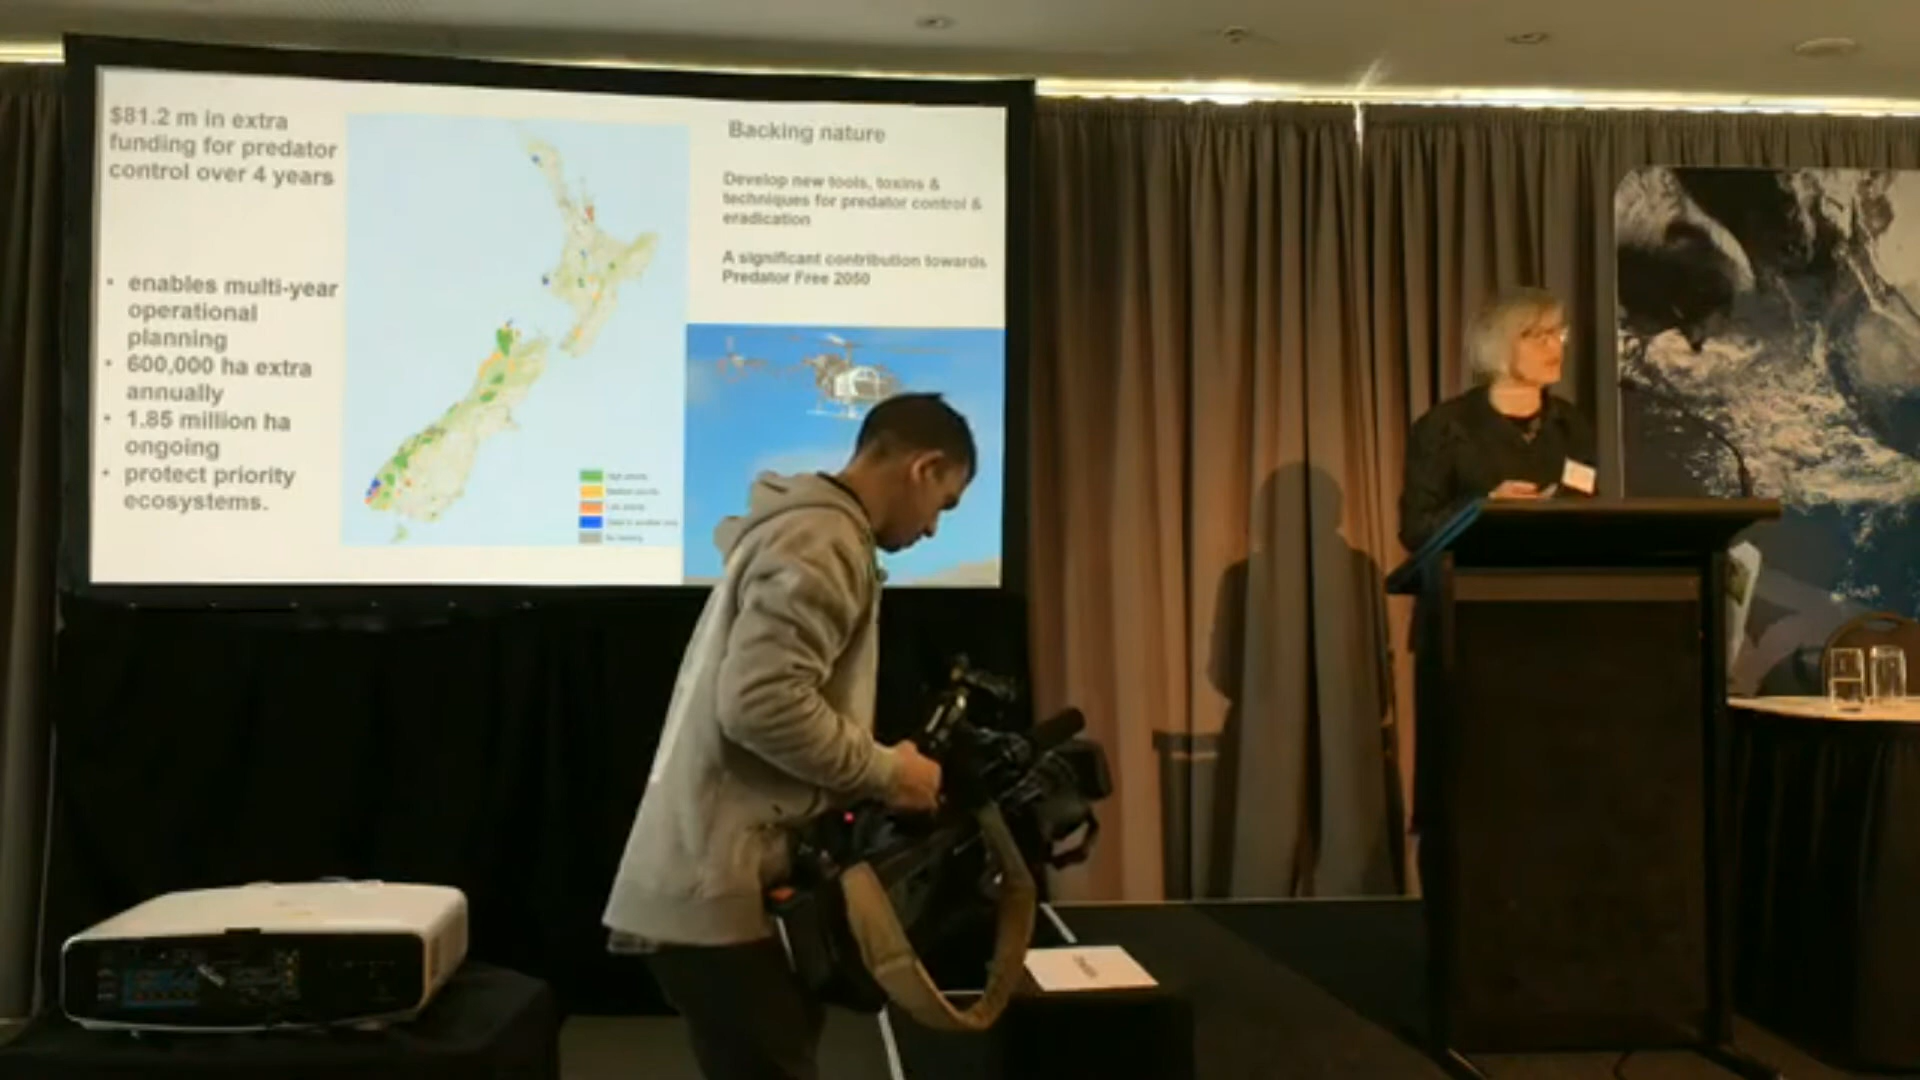 $81.2 m in extra
funding for predator
control over 4 years
• enables multi-year
operational
planning
• 600,000 ha extra
annually
• 1.85 million ha
ongoing
• protect priority
ecosystems.
Backing nature
Develop new tools, toxins &
techniques for predator control &
eradication
A significant contribution towards
Predator Free 2050